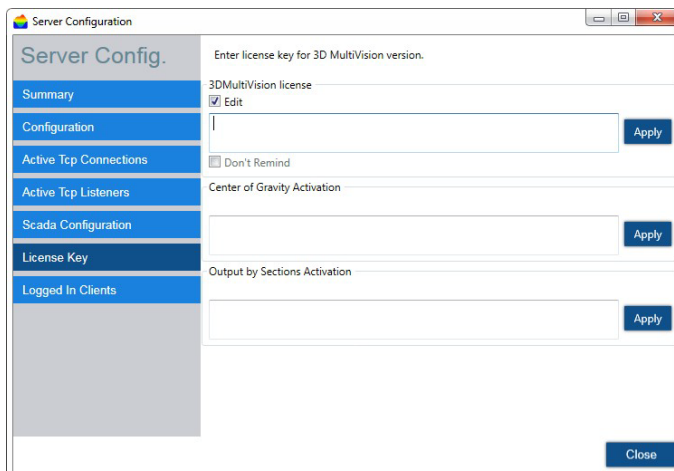 Server Configuration
Server Config.
Summary
Configuration
Active Tcp Connections
Active Tcp Listeners
Scada Configuration
License Key
Logged In Clients
Enter license key for 3D MultiVision version.
3DMultiVision license
Edit
Apply
Don't Remind
Center of Gravity Activation
Apply
Output by Sections Activation
Apply
Close